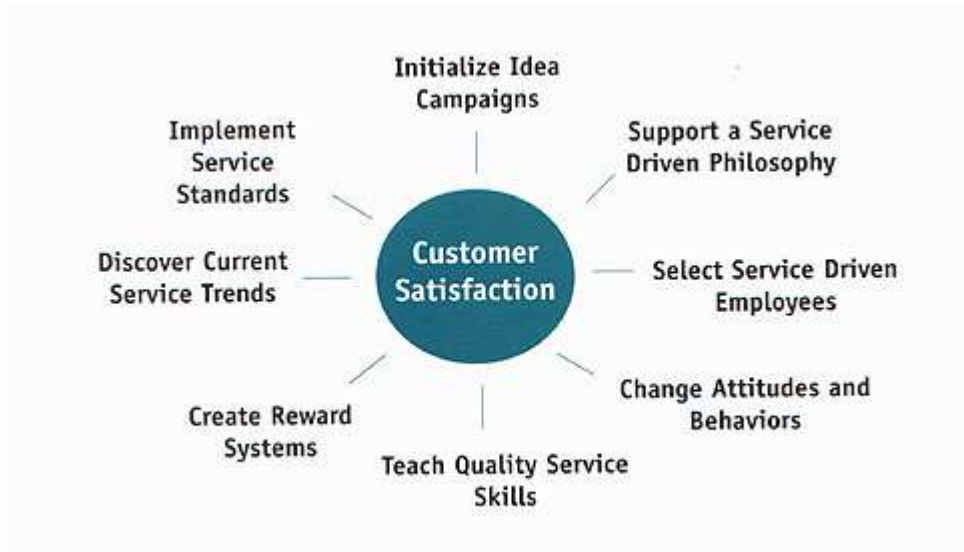 Initialize Idea
Campaigns
Support a Service
Driven Philosophy
Select Service Driven
Employees
Change Attitudes and
Behaviors
Teach Quality Service
Skills
Create Reward
Systems
Discover Current
Service Trends
Implement
Service
Standards
Customer
Satisfaction